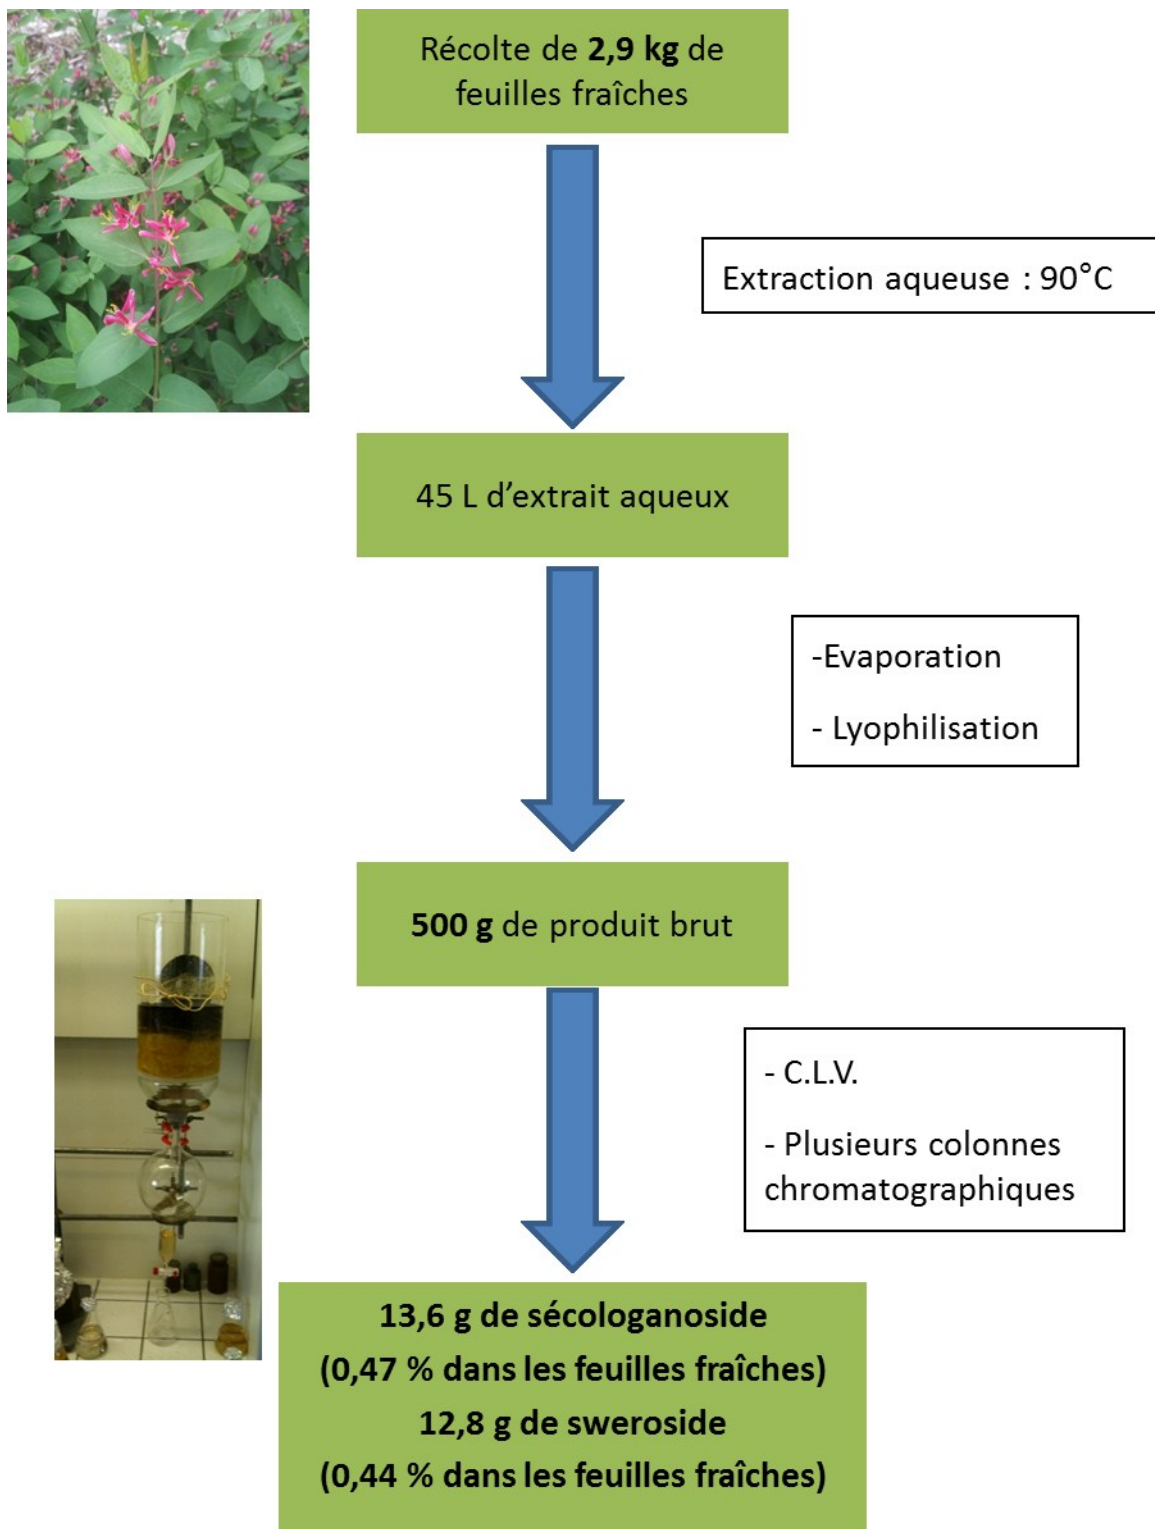 Récolte de 2,9 kg de
feuilles fraîches
Extraction aqueuse : 90°C
45 L d’extrait aqueux
-Evaporation
- Lyophilisation
500 g de produit brut
- C.L.V.
- Plusieurs colonnes
chromatographiques
13,6 g de sécologanoside
(0,47 % dans les feuilles fraîches)
12,8 g de sweroside
(0,44 % dans les feuilles fraîches)